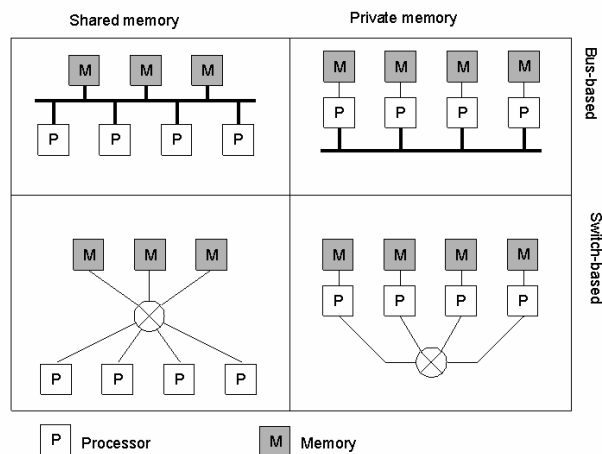 Shared memory
Private memory
M M M
P P P P
M M M M
P P P P
Bus-based
M M M
P P P P
M M M M
P P P P
Switch-based
P Processor
M Memory